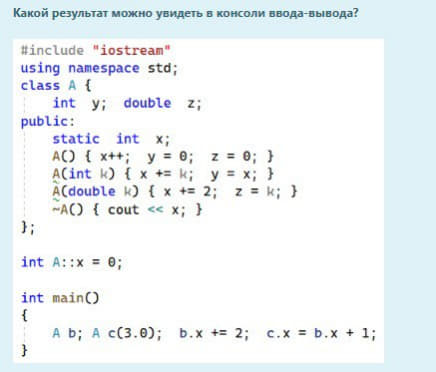 Какой результат можно увидеть в консоли ввода-вывода?
#include "iostream"
using namespace std;
class A {
int y; double z;
public:
static int x;
A() { x++; y = 0; z = 0; }
A(int k) { x += k; y = x; }
A(double k) { x += 2; z = k; }
~A() { cout << x; }
};
int A::x = 0;
int main()
{
A b; A c(3.0); b.x += 2; c.x = b.x + 1;
}